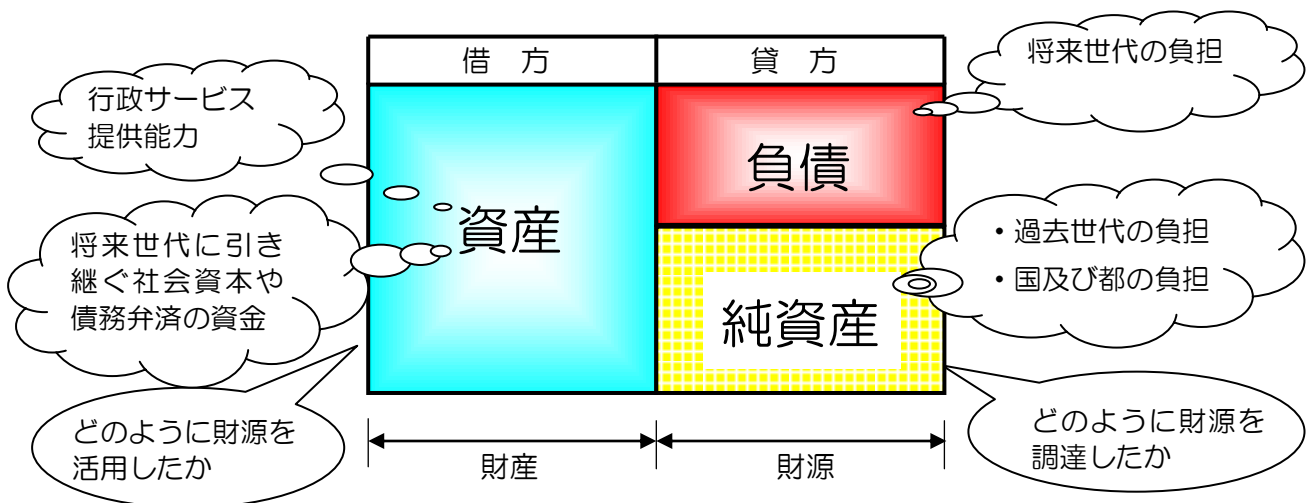 借 方
貸 方
将来世代の負担
行政サービス
提供能力
負債
資産
将来世代に引き
継ぐ社会資本や
債務弁済の資金
・過去世代の負担
・国及び都の負担
純資産
どのように財源を
活用したか
どのように財源を
調達したか
財産
財源